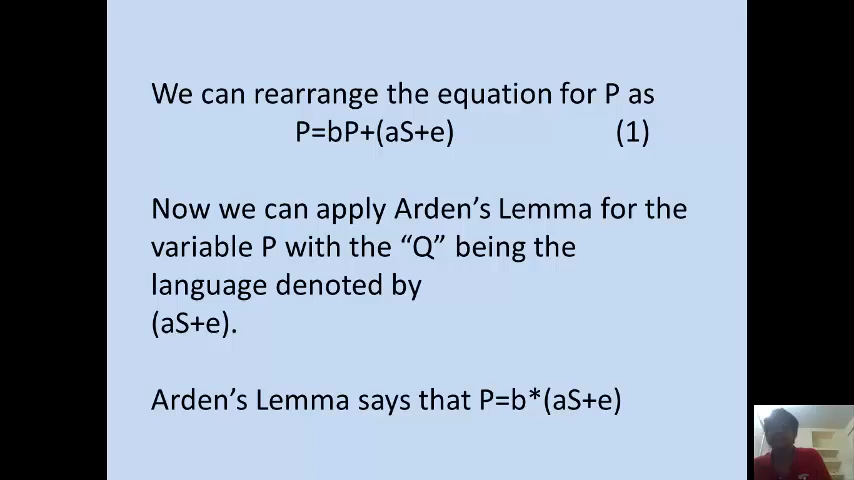 We can rearrange the equation for P as
P=bP+(aS+e) (1)
Now we can apply Arden’s Lemma for the
variable P with the “Q” being the
language denoted by
(aS+e).
Arden’s Lemma says that P=b*(aS+e)